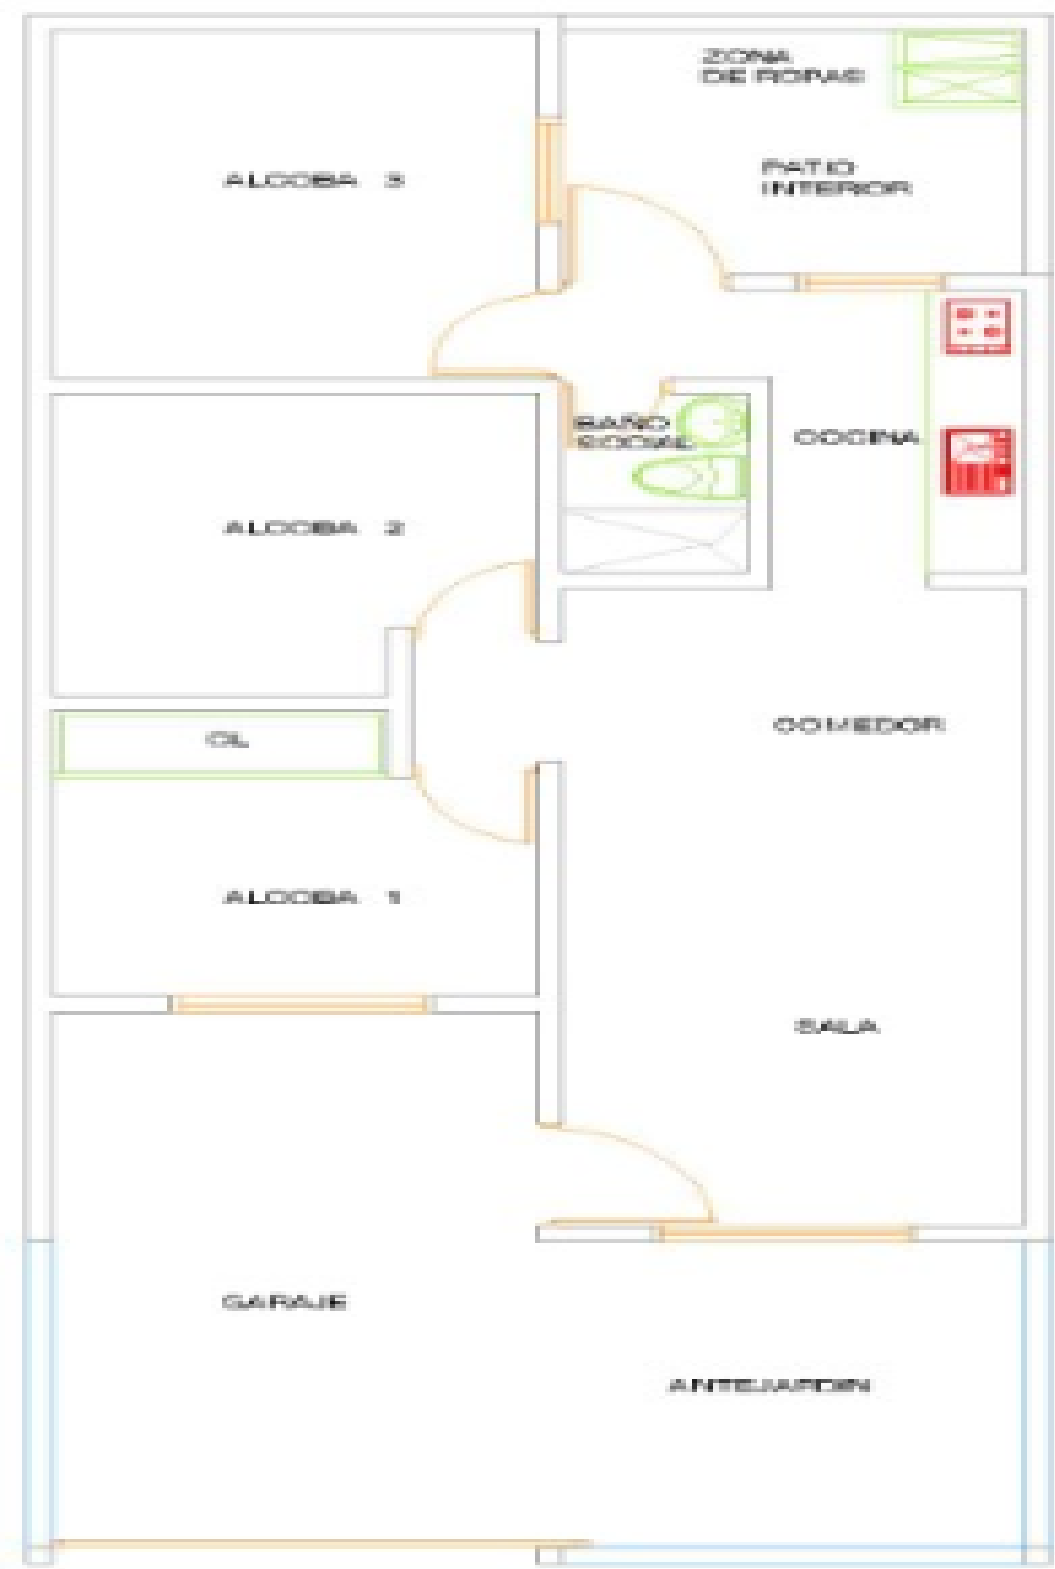 ZONA
DE ROPAS
ALCOBA 3
PATIO
INTERIOR
BAÑO
SOCIAL
COCINA
ALCOBA 2
COMEDOR
CL
ALCOBA 1
SALA
GARAJE
ANTEJARDIN